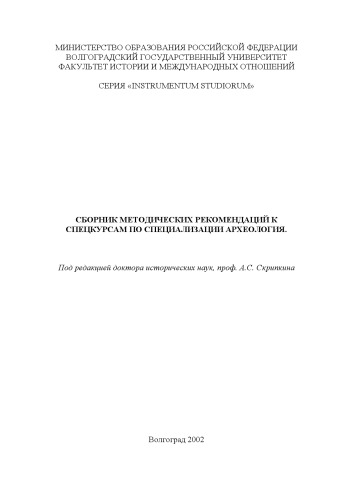 МИНИСТЕРСТВО ОБРАЗОВАНИЯ РОССИЙСКОЙ ФЕДЕРАЦИИ
ВОЛГОГРАДСКИЙ ГОСУДАРСТВЕННЫЙ УНИВЕРСИТЕТ
ФАКУЛЬТЕТ ИСТОРИИ И МЕЖДУНАРОДНЫХ ОТНОШЕНИЙ
СЕРИЯ «INSTRUMENTUM STUDIORUM»
СБОРНИК МЕТОДИЧЕСКИХ РЕКОМЕНДАЦИЙ К
СПЕЦКУРСАМ ПО СПЕЦИАЛИЗАЦИИ АРХЕОЛОГИЯ.
Под редакцией доктора исторических наук, проф. А.С. Скрипкина
Волгоград 2002